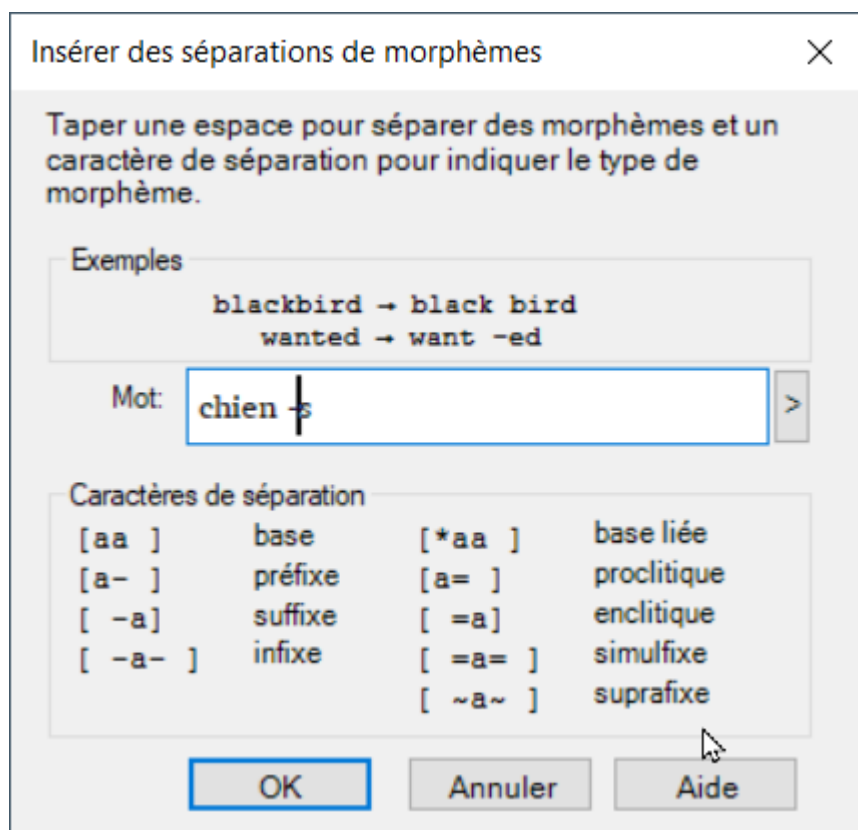 Insérer des séparations de morphèmes
Taper une espace pour séparer des morphèmes et un
caractère de séparation pour indiquer le type de
morphème.
Exemples
blackbird → black bird
wanted → want -ed
Mot: chien -s >
Caractères de séparation
[aa ] base [*aa ] base liée
[a- ] préfixe [a= ] proclitique
[ -a] suffixe [ =a] enclitique
[ -a- ] infixe [ =a= ] simulfixe
[ ~a~ ] suprafixe
OK Annuler Aide